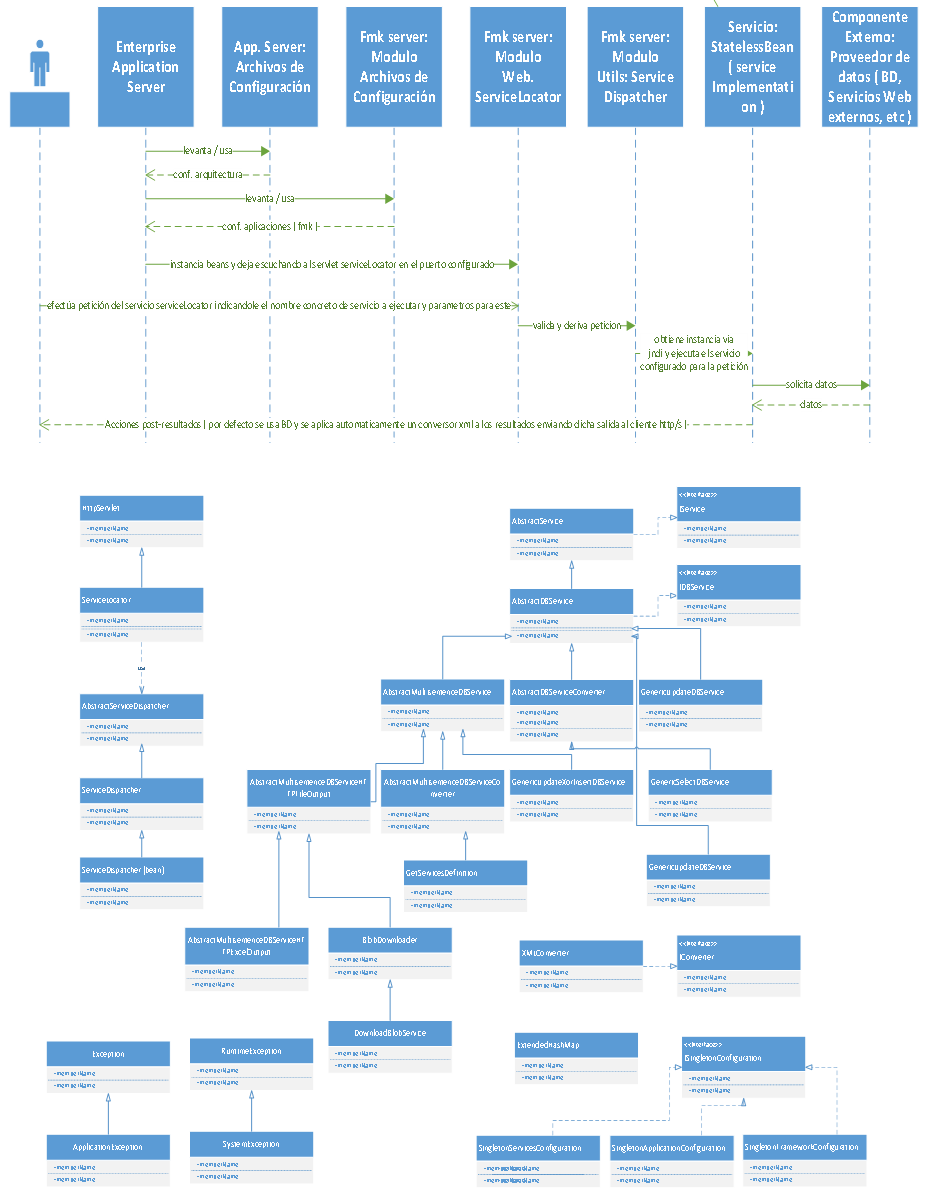 Enterprise
Application
Server
App. Server:
Archivos de
Configuración
Fmk server:
Modulo
Archivos de
Configuración
Fmk server:
Modulo
Web.
ServiceLocator
Fmk server:
Modulo
Utils: Service
Dispatcher
Servicio:
StatelessBean
( service
Implementati
on )
Componente
Externo:
Proveedor de
datos ( BD,
Servicios Web
externos, etc )
levanta / usa
conf. arquitectura
levanta / usa
conf. aplicaciones ( fmk )
instancia beans y deja escuchando al servlet serviceLocator en el puerto configurado
efectúa petición del servicio serviceLocator indicandole el nombre concreto de servicio a ejecutar y parametros para este
valida y deriva peticion
obtiene instancia via
jndi y ejecuta el servicio
configurado para la petición
solicita datos
datos
Acciones post-resultados ( por defecto se usa BD y se aplica automaticamente un conversor xml a los resultados enviando dicha salida al cliente http/s )
HttpServlet
-memberName
-memberName
ServiceLocator
-memberName
-memberName
AbstractServiceDispatcher
-memberName
-memberName
ServiceDispatcher
-memberName
-memberName
ServiceDispatcher (bean)
-memberName
-memberName
AbstractService
-memberName
-memberName
<<Interface>>
IService
-memberName
-memberName
AbstractDBService
-memberName
-memberName
<<Interface>>
IDBService
-memberName
-memberName
AbstractMultisentenceDBService
-memberName
-memberName
AbstractDBServiceConverter
-memberName
-memberName
-memberName
GenericUpdateDBService
-memberName
-memberName
AbstractMultisentenceDBServiceHT
TPFileOutput
-memberName
-memberName
AbstractMultisentenceDBServiceCo
nverter
-memberName
-memberName
GenericUpdateXorInsertDBService
-memberName
-memberName
GenericSelectDBService
-memberName
-memberName
GetServicesDefinition
-memberName
-memberName
GenericUpdateDBService
-memberName
-memberName
AbstractMultisentenceDBServiceHT
TPExcelOutput
-memberName
-memberName
BlobDownloader
-memberName
-memberName
XMLConverter
-memberName
-memberName
<<Interface>>
IConverter
-memberName
-memberName
DownloadBlobService
-memberName
-memberName
Exception
-memberName
-memberName
RuntimeException
-memberName
-memberName
ExtendedHashMap
-memberName
-memberName
<<Interface>>
ISingletonConfiguration
-memberName
-memberName
ApplicationException
-memberName
-memberName
SystemException
-memberName
-memberName
SingletonServicesConfiguration
-memberName
-memberName
SingletonApplicationConfiguration
-memberName
-memberName
SingletonFrameworkConfiguration
-memberName
-memberName